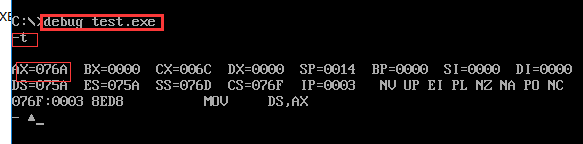 XE
C:\>debug test.exe
-t
AX=076A BX=0000 CX=006C DX=0000 SP=0014 BP=0000 SI=0000 DI=0000
DS=075A ES=075A SS=076D CS=076F IP=0003 NV UP EI PL NZ NA PO NC
076F:0003 8ED8 MOV DS,AX
- ▲_